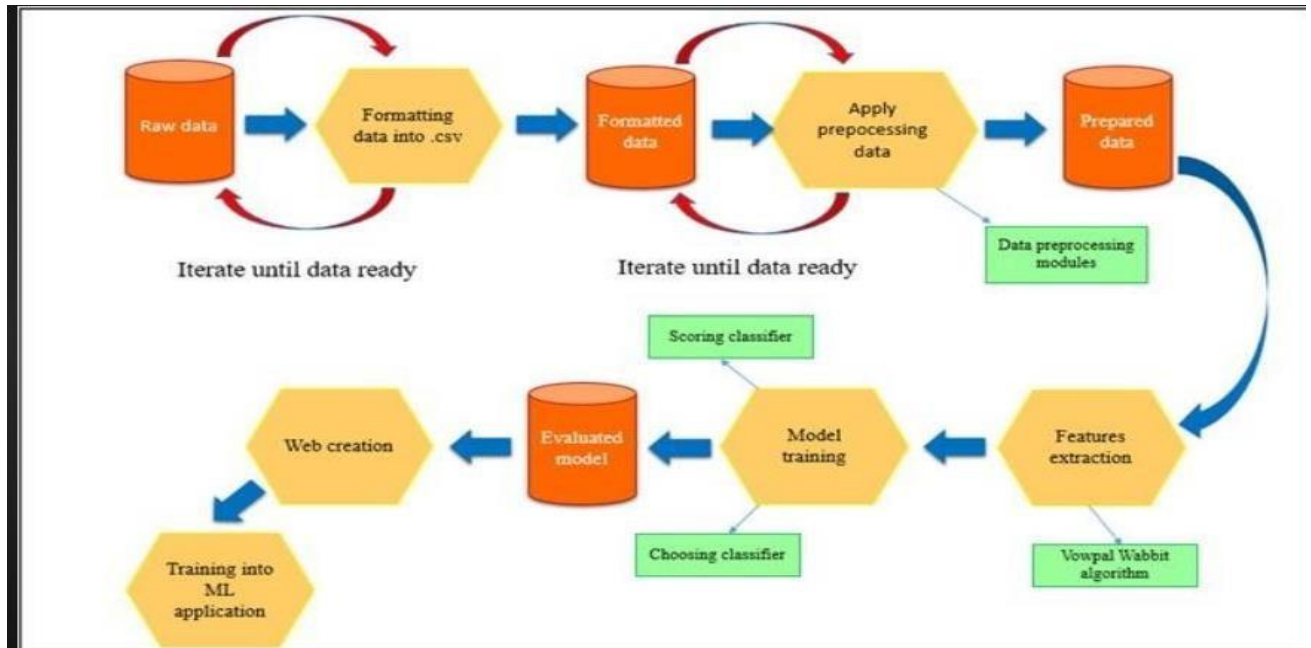 Raw data
Formatting
data into .csv
Formatted
data
Apply
prepocessing
data
Prepared
data
Iterate until data ready
Iterate until data ready
Data preprocessing
modules
Scoring classifier
Web creation
Evaluated
model
Model
training
Features
extraction
Choosing classifier
Vowpal Wabbit
algorithm
Training into
ML
application